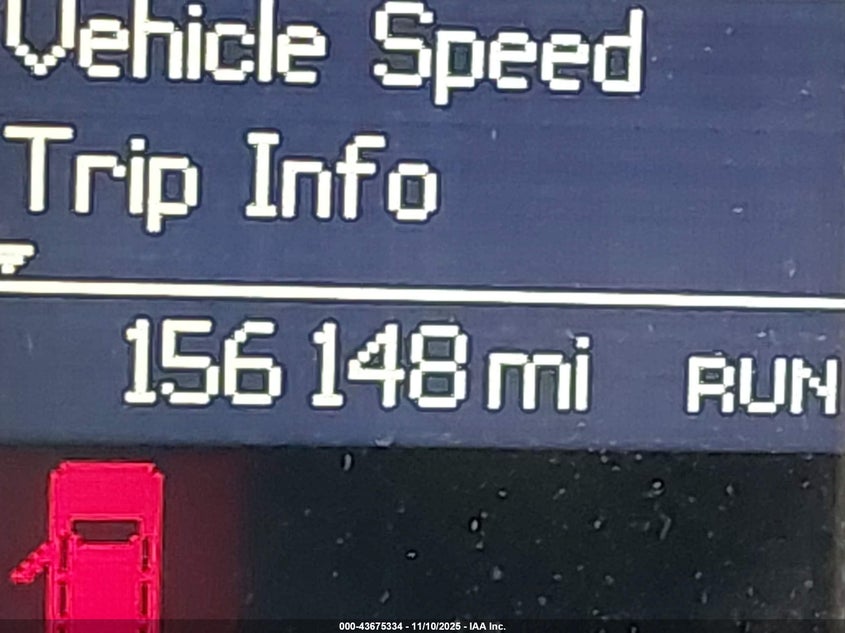 Vehicle Speed
Trip Info
156 148 mi RUN
000-43675334 - 11/10/2025 - IAA Inc.